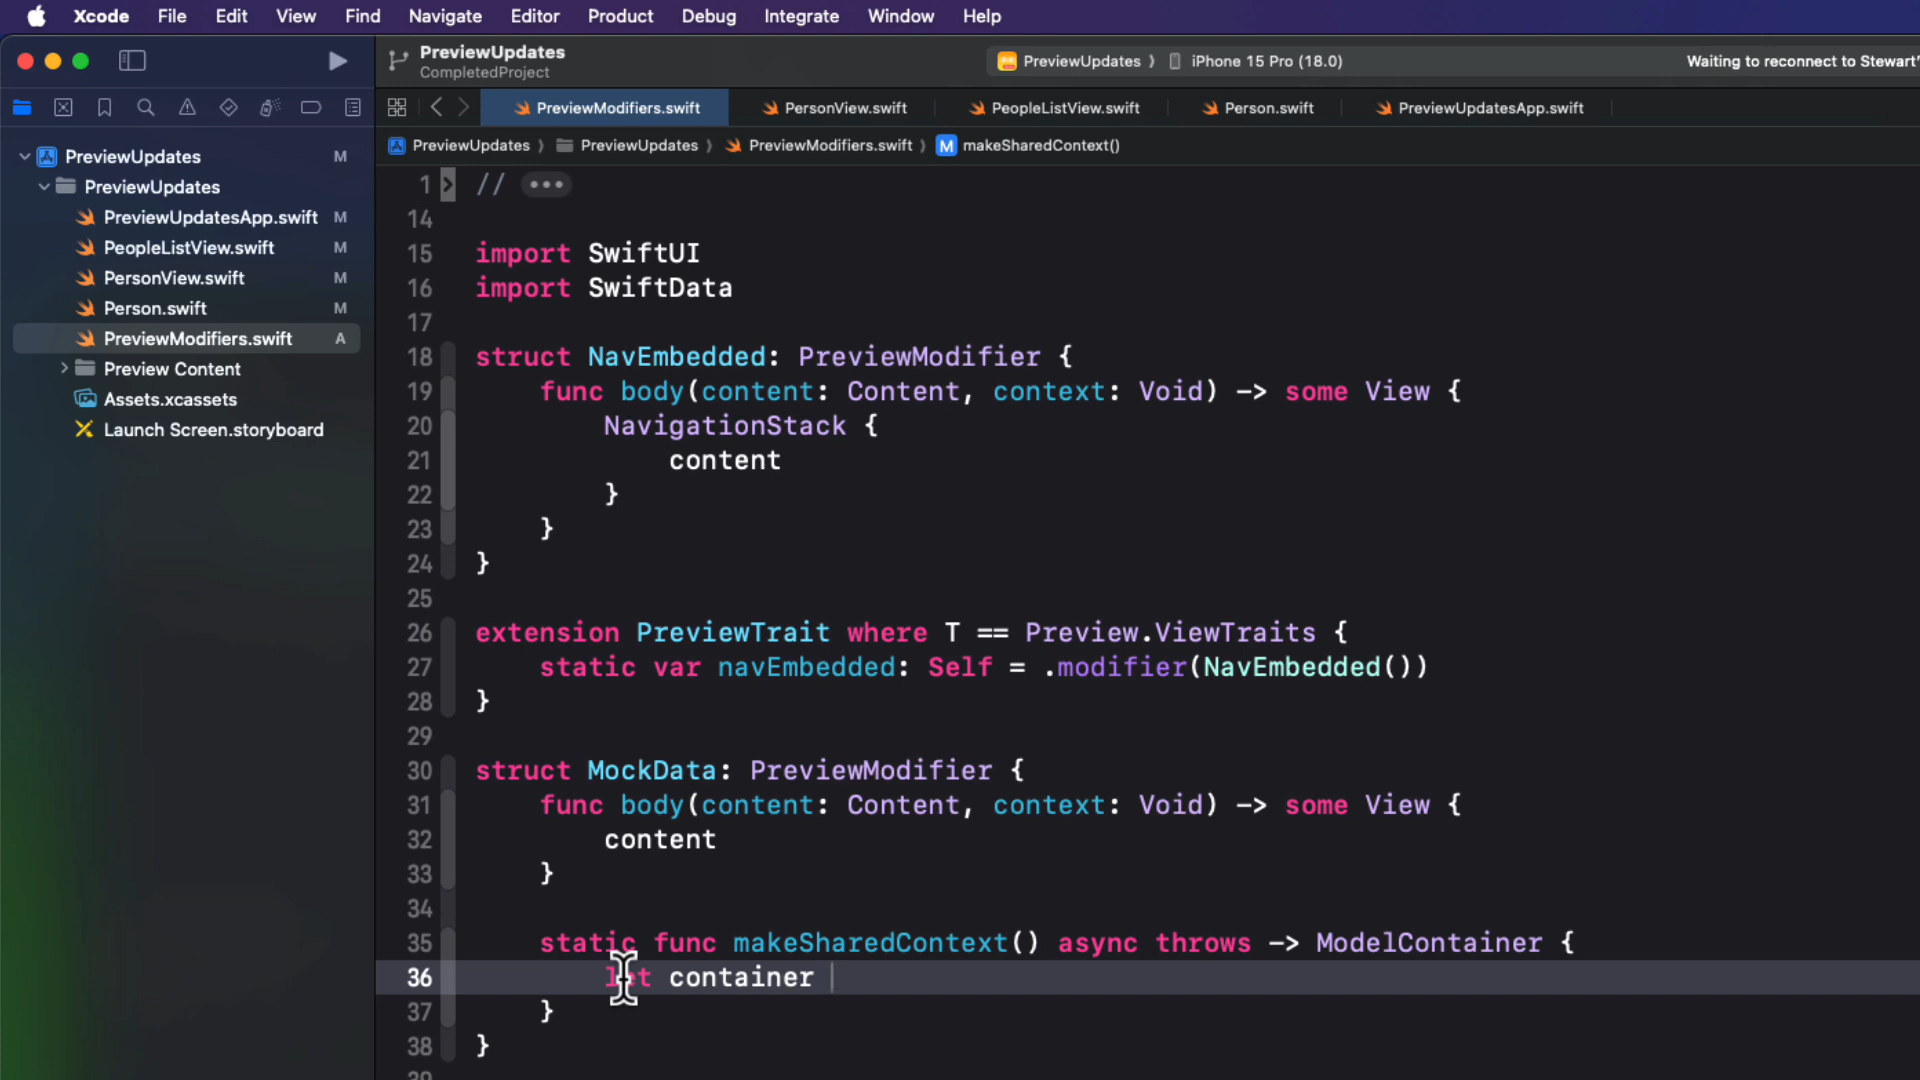 Xcode File Edit View Find Navigate Editor Product Debug Integrate Window Help
PreviewUpdates
CompletedProject
PreviewUpdates iPhone 15 Pro (18.0)
Waiting to reconnect to Stewart'
PreviewModifiers.swift PersonView.swift PeopleListView.swift Person.swift PreviewUpdatesApp.swift
PreviewUpdates PreviewUpdates PreviewModifiers.swift M makeSharedContext()
PreviewUpdates M
PreviewUpdates
PreviewUpdatesApp.swift M
PeopleListView.swift M
PersonView.swift M
Person.swift M
PreviewModifiers.swift A
Preview Content
Assets.xcassets
Launch Screen.storyboard
1 // •••
14
15 import SwiftUI
16 import SwiftData
17
18 struct NavEmbedded: PreviewModifier {
19 func body(content: Content, context: Void) -> some View {
20 NavigationStack {
21 content
22 }
23 }
24 }
25
26 extension PreviewTrait where T == Preview.ViewTraits {
27 static var navEmbedded: Self = .modifier(NavEmbedded())
28 }
29
30 struct MockData: PreviewModifier {
31 func body(content: Content, context: Void) -> some View {
32 content
33 }
34
35 static func makeSharedContext() async throws -> ModelContainer {
36 let container
37 }
38 }
39